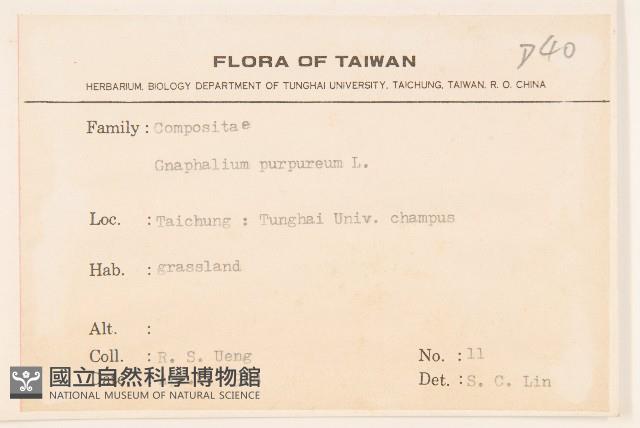 D40
FLORA OF TAIWAN
HERBARIUM, BIOLOGY DEPARTMENT OF TUNGHAI UNIVERSITY, TAICHUNG, TAIWAN, R. O. CHINA
Family : Compositae
Gnaphalium purpureum L.
Loc. : Taichung : Tunghai Univ. champus
Hab. : grassland
Alt. :
Coll. : R. S. Ueng No. : 11
Det. : S. C. Lin
國立自然科學博物館
NATIONAL MUSEUM OF NATURAL SCIENCE